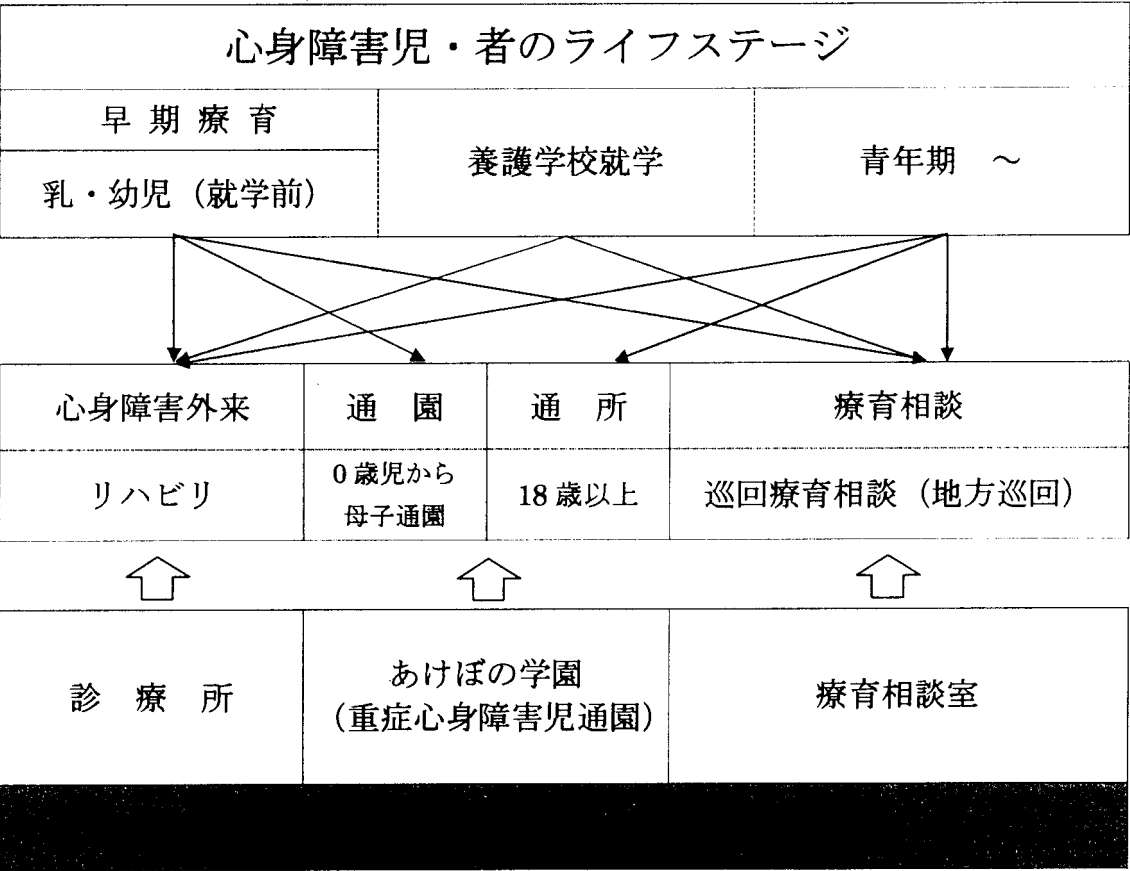 心身障害児・者のライフステージ
早期療育
乳・幼児（就学前）
養護学校就学
青年期　～
心身障害外来
通　園
通　所
療育相談
リハビリ
0歳児から
母子通園
18歳以上
巡回療育相談（地方巡回）
診　療　所
あけぼの学園
（重症心身障害児通園）
療育相談室